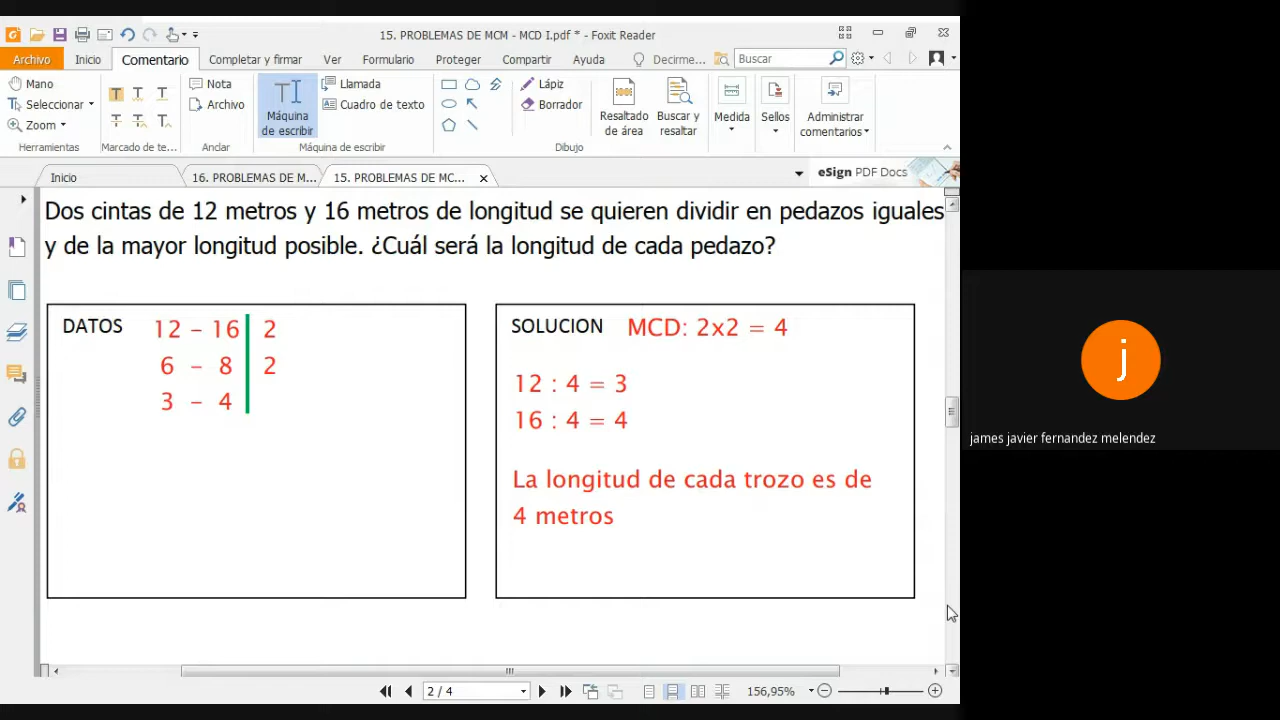 15. PROBLEMAS DE MCM - MCD I.pdf * - Foxit Reader
Archivo Inicio Comentario Completar y firmar Ver Formulario Proteger Compartir Ayuda Decirme... Buscar
Mano
Seleccionar
Zoom
Herramientas
T T T
T T T
Marcado de te...
Nota
Archivo
Anclar
Máquina
de escribir
Llamada
Cuadro de texto
Máquina de escribir
Lápiz
Borrador
Dibujo
Resaltado
de área
Buscar y
resaltar
Medida
Sellos
Administrar
comentarios
Inicio
16. PROBLEMAS DE M...
15. PROBLEMAS DE MC...
eSign PDF Docs
Dos cintas de 12 metros y 16 metros de longitud se quieren dividir en pedazos iguales
y de la mayor longitud posible. ¿Cuál será la longitud de cada pedazo?
DATOS 12 – 16 2
6 – 8 2
3 – 4
SOLUCION MCD: 2x2 = 4
12 : 4 = 3
16 : 4 = 4
La longitud de cada trozo es de
4 metros
j
james javier fernandez melendez
2 / 4
156,95%